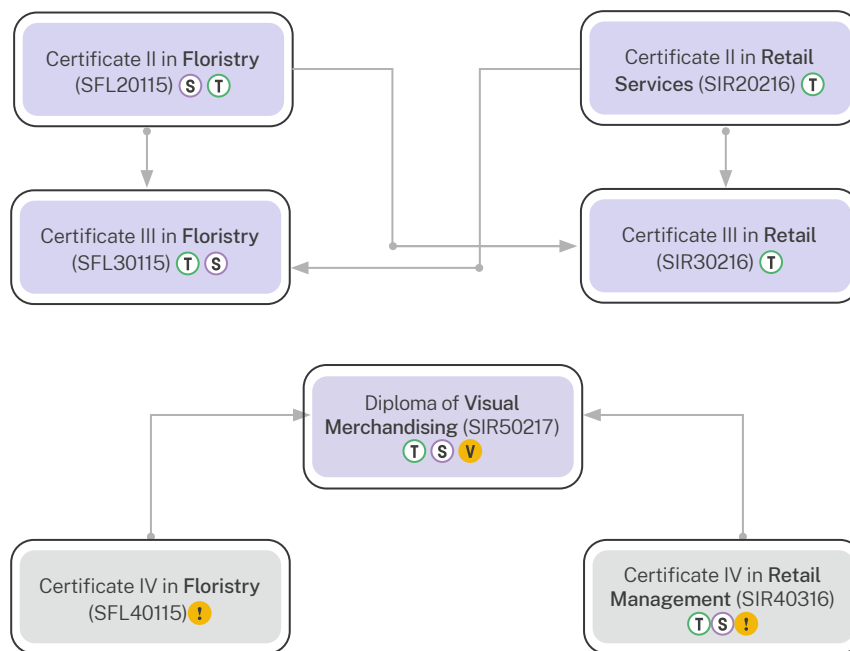 Certificate II in Floristry
(SFL20115) S T
Certificate II in Retail
Services (SIR20216) T
Certificate III in Floristry
(SFL30115) T S
Certificate III in Retail
(SIR30216) T
Diploma of Visual
Merchandising (SIR50217)
T S V
Certificate IV in Floristry
(SFL40115) !
Certificate IV in Retail
Management (SIR40316)
T S !